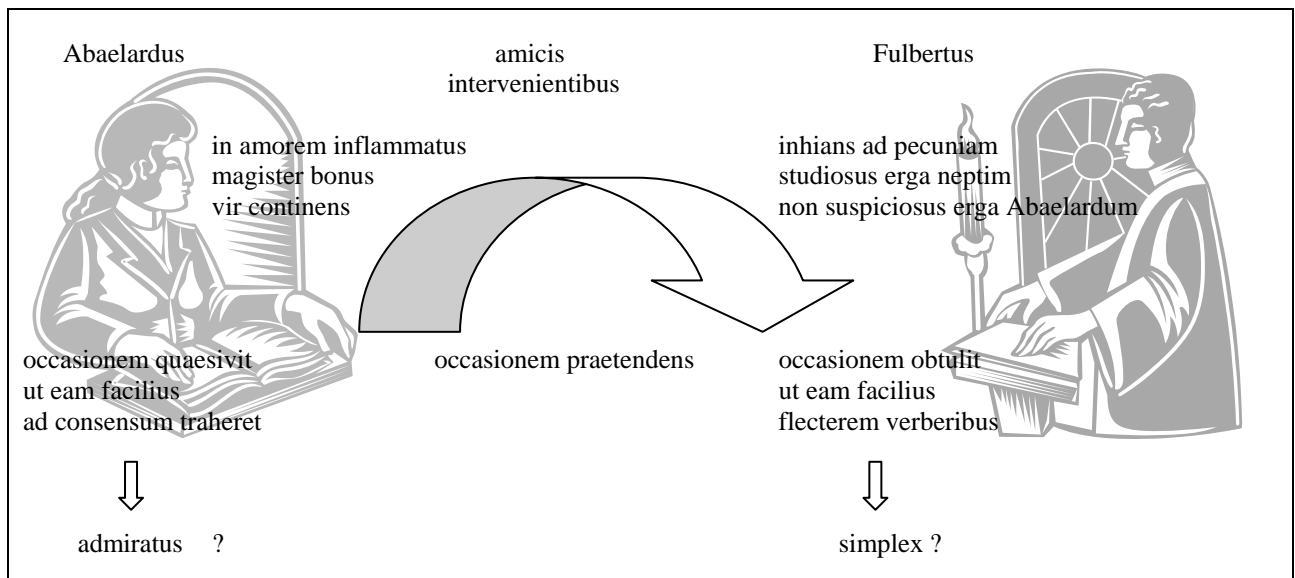 Abaelardus
amicis
intervenientibus
Fulbertus
in amorem inflammatus
magister bonus
vir continens
inhians ad pecuniam
studiosus erga neptim
non suspiciosus erga Abaelardum
occasionem quaesivit
ut eam facilius
ad consensum traheret
occasionem praetendens
occasionem obtulit
ut eam facilius
flecterem verberibus
admiratus ?
simplex ?